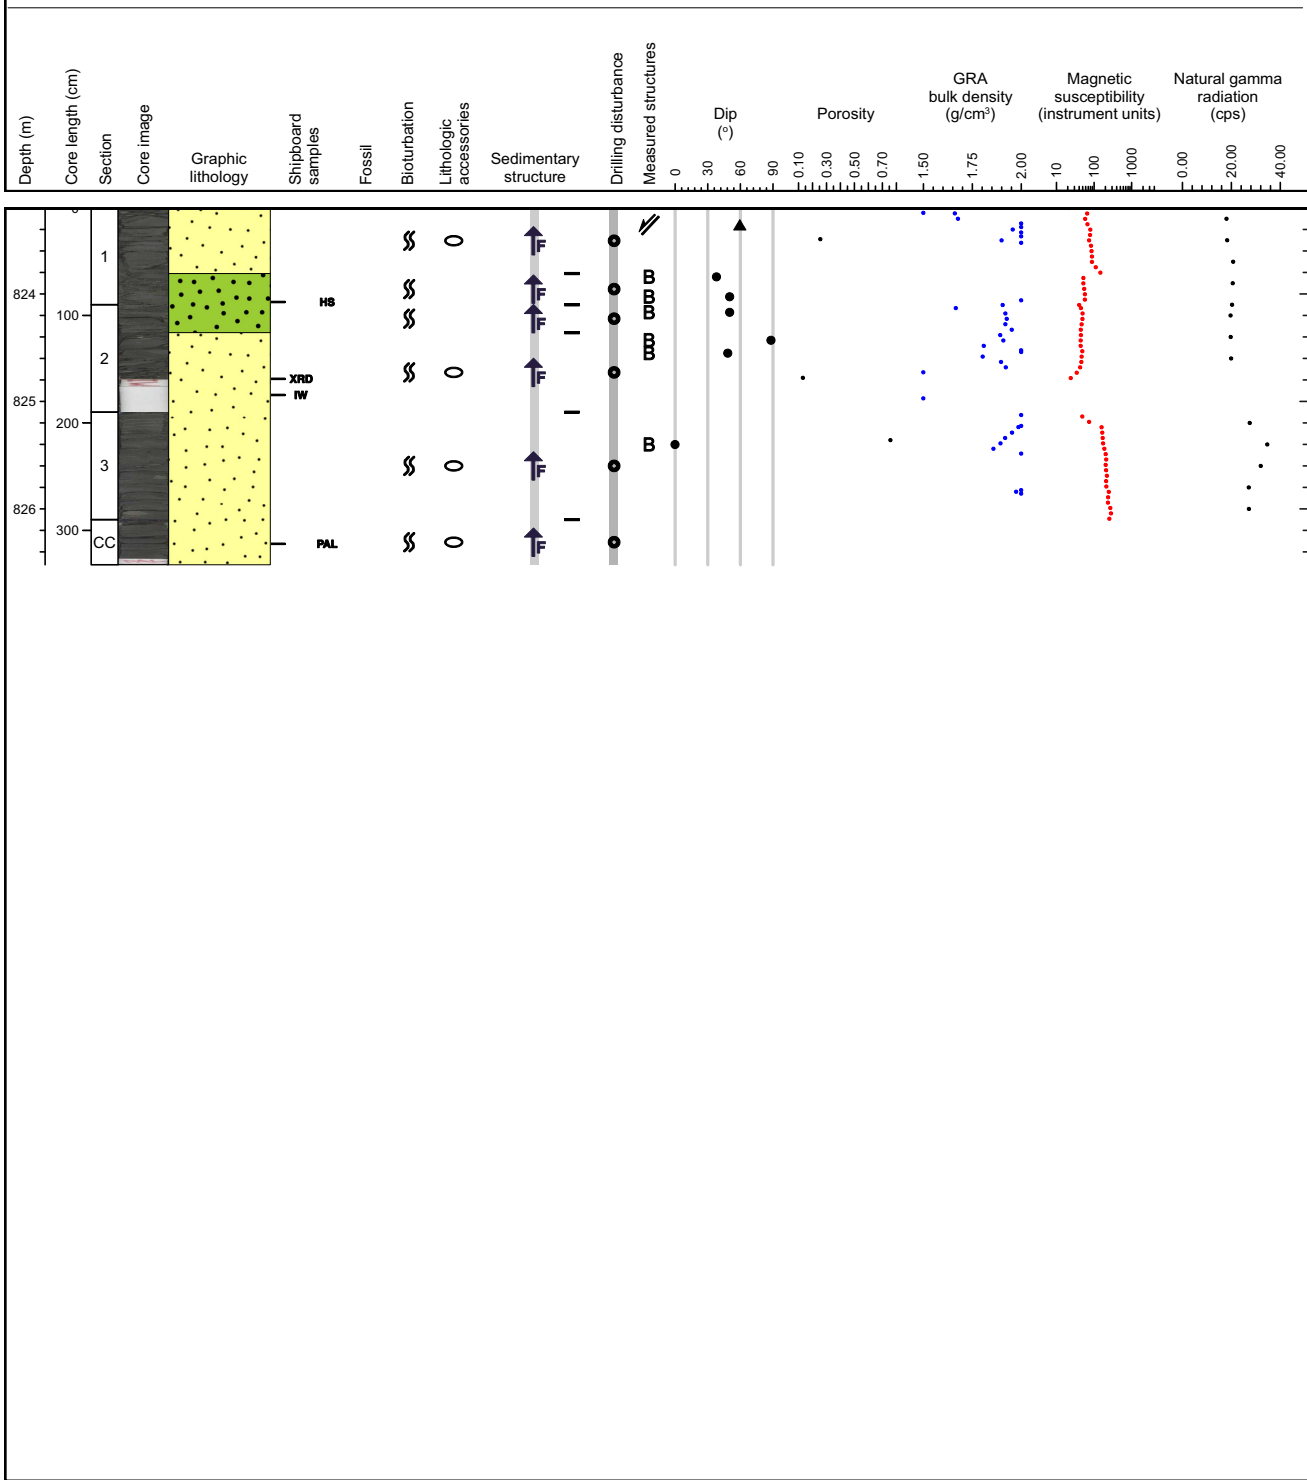 Depth (m)
Core length (cm)
Section
Core image
Graphic
lithology
Shipboard
samples
Fossil
Bioturbation
Lithologic
accessories
Sedimentary
structure
Drilling disturbance
Measured structures
Dip
(°)
0 30 60 90
Porosity
0.10 0.30 0.50 0.70
GRA
bulk density
(g/cm³)
1.50 1.75 2.00
Magnetic
susceptibility
(instrument units)
10 100 1000
Natural gamma
radiation
(cps)
0.00 20.00 40.00
0
1
F
B
824
HS
F
B
100
B
F
2
B
B
XRD
F
825
IW
200
B
3
F
826
300
CC
PAL
F